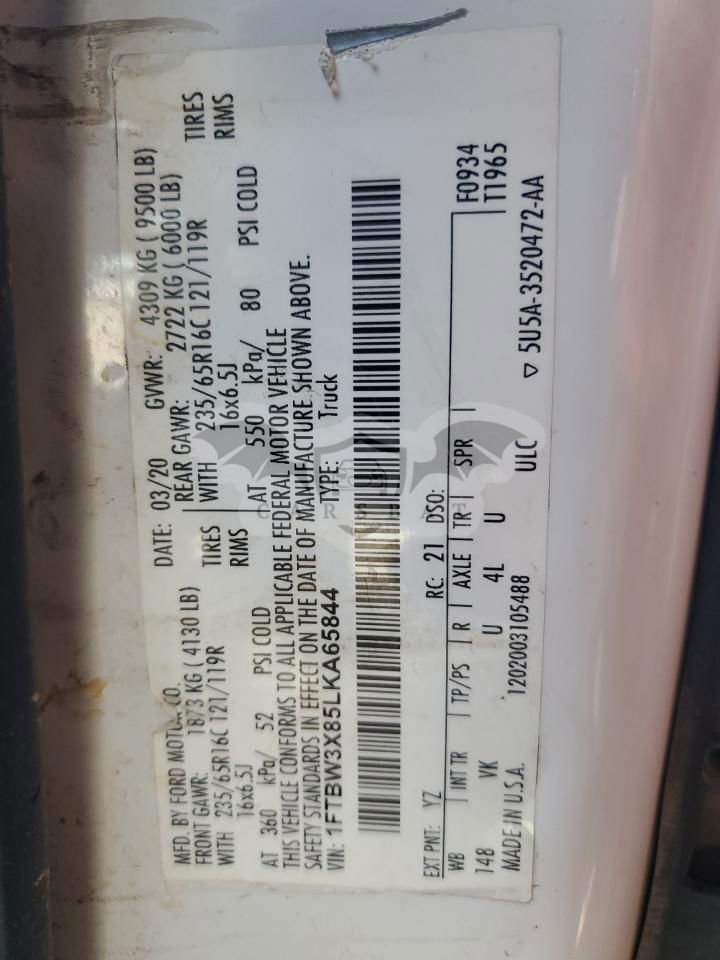 MFD. BY FORD MOTOR CO. DATE: 03/20 GVWR: 4309 KG ( 9500 LB)
FRONT GAWR: 1873 KG ( 4130 LB) REAR GAWR: 2722 KG ( 6000 LB)
WITH 235/65R16C 121/119R TIRES WITH 235/65R16C 121/119R TIRES
16x6.5J RIMS 16x6.5J RIMS
AT 360 kPa/ 52 PSI COLD AT 550 kPa/ 80 PSI COLD
THIS VEHICLE CONFORMS TO ALL APPLICABLE FEDERAL MOTOR VEHICLE
SAFETY STANDARDS IN EFFECT ON THE DATE OF MANUFACTURE SHOWN ABOVE.
VIN: 1FTBW3X85LKA65844 TYPE: Truck
EXT PNT: YZ RC: 21 DSO: F0934
WB INT TR TP/PS R AXLE TR SPR T1965
148 VK U 4L U
MADE IN U.S.A. 1202003105488 ULC ▽ 5U5A-3520472-AA